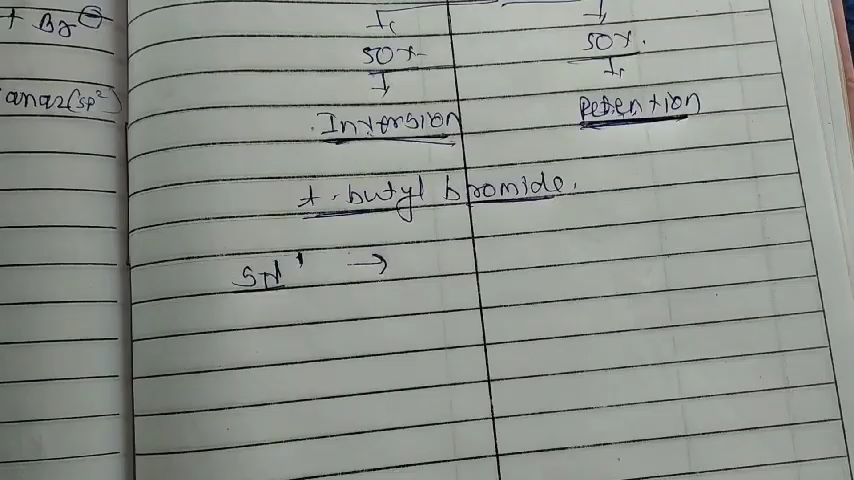 + Br⊖
50% 50%.
anar(sp²)
Inversion Retention
t-butyl bromide.
SN¹ →